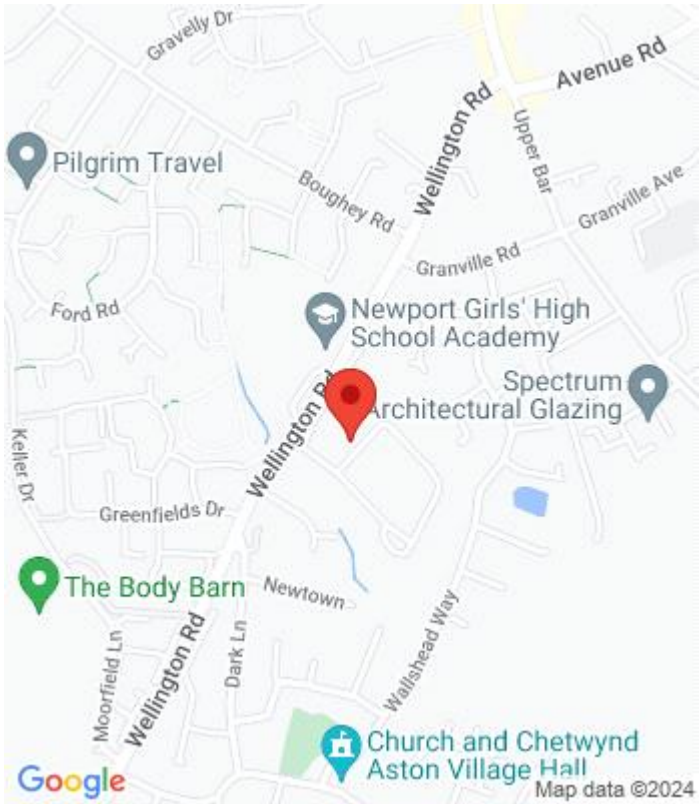 Gravelly Dr
Avenue Rd
Wellington Rd
Upper Bar
Pilgrim Travel
Boughey Rd
Granville Ave
Granville Rd
Ford Rd
Newport Girls' High
School Academy
Spectrum
Architectural Glazing
Wellington Rd
Keller Dr
Greenfields Dr
The Body Barn
Newtown
Wallshead Way
Moorfield Ln
Wellington Rd
Dark Ln
Church and Chetwynd
Aston Village Hall
Google
Map data ©2024